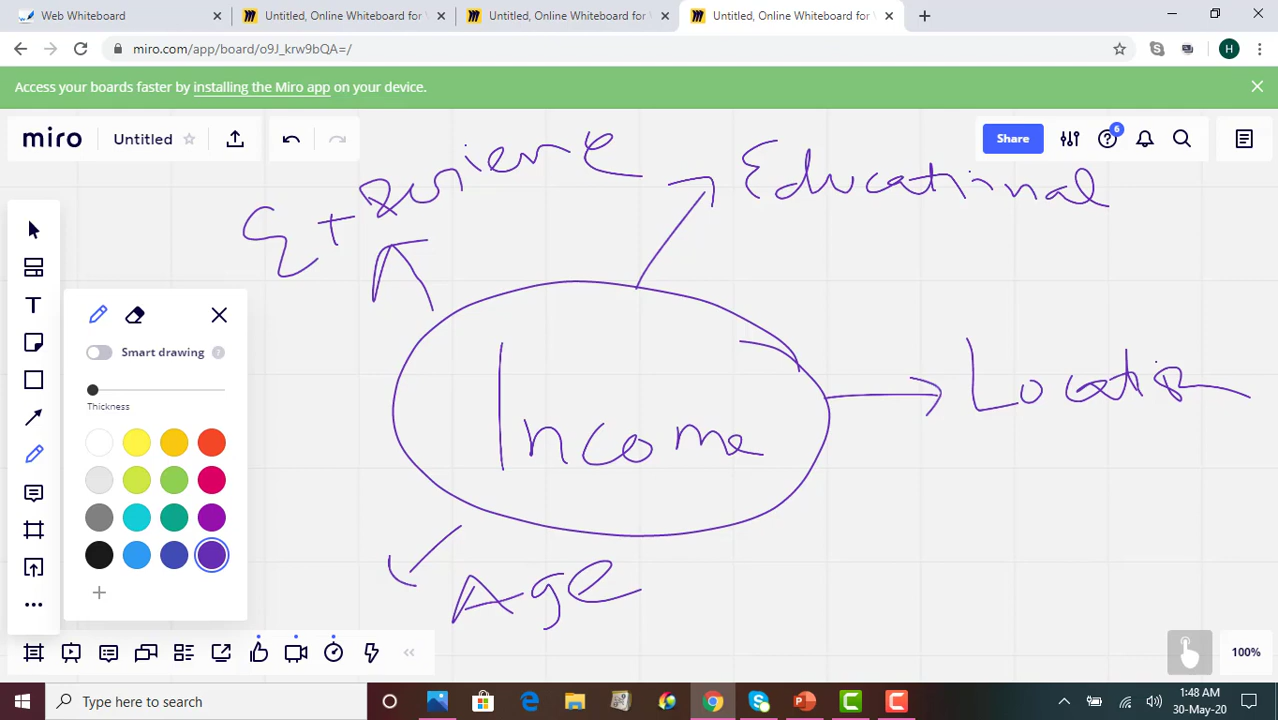 Web Whiteboard
Untitled, Online Whiteboard for
Untitled, Online Whiteboard for
Untitled, Online Whiteboard for
miro.com/app/board/o9J_krw9bQA=/
H
Access your boards faster by installing the Miro app on your device.
miro
Untitled
Share
6
Experience
Educational
Smart drawing
?
Thickness
Income
Location
Age
100%
Type here to search
1:48 AM
30-May-20